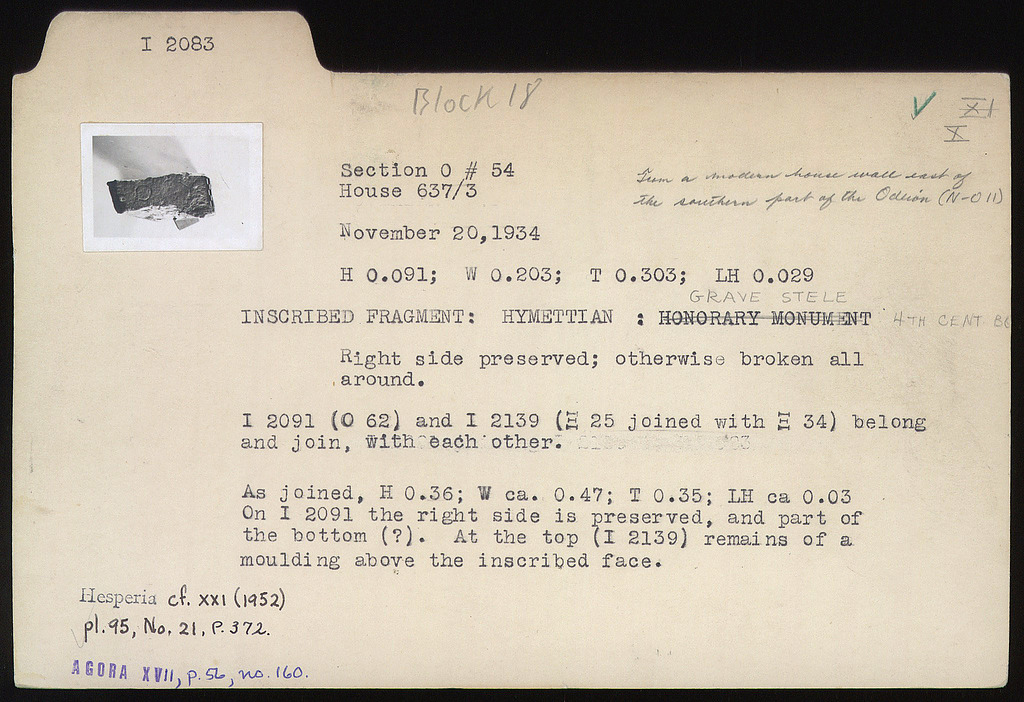 I 2083
Block 18
✓ XI
X
Section O # 54
House 637/3
From a modern house wall east of
the southern part of the Odeion (N-O 11)
November 20,1934
H 0.091; W 0.203; T 0.303; LH 0.029
GRAVE STELE
INSCRIBED FRAGMENT: HYMETTIAN : HONORARY MONUMENT 4TH CENT. BC
Right side preserved; otherwise broken all
around.
I 2091 (O 62) and I 2139 (Ξ 25 joined with Ξ 34) belong
and join, with each other.
As joined, H 0.36; W ca. 0.47; T 0.35; LH ca 0.03
On I 2091 the right side is preserved, and part of
the bottom (?). At the top (I 2139) remains of a
moulding above the inscribed face.
Hesperia cf. XXI (1952)
pl. 95, No. 21, P. 372.
AGORA XVII, p. 56, no. 160.